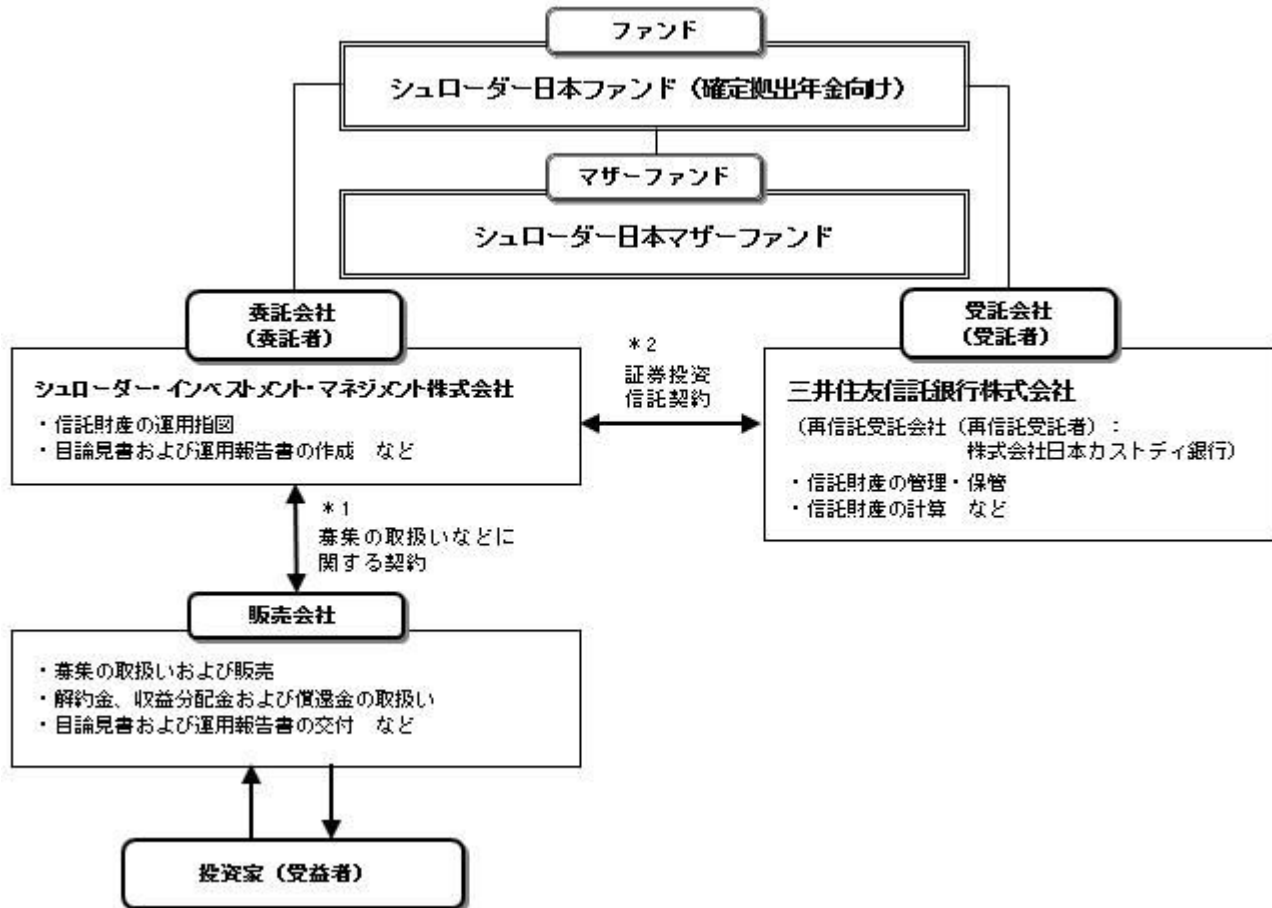 ファンド
シュローダー日本ファンド（確定拠出年金向け）
マザーファンド
シュローダー日本マザーファンド
委託会社
（委託者）
シュローダー・インベストメント・マネジメント株式会社
・信託財産の運用指図
・目論見書および運用報告書の作成　など
＊２
証券投資
信託契約
受託会社
（受託者）
三井住友信託銀行株式会社
（再信託受託会社（再信託受託者）：
株式会社日本カストディ銀行）
・信託財産の管理・保管
・信託財産の計算　など
＊１
募集の取扱いなどに
関する契約
販売会社
・募集の取扱いおよび販売
・解約金、収益分配金および償還金の取扱い
・目論見書および運用報告書の交付　など
投資家（受益者）